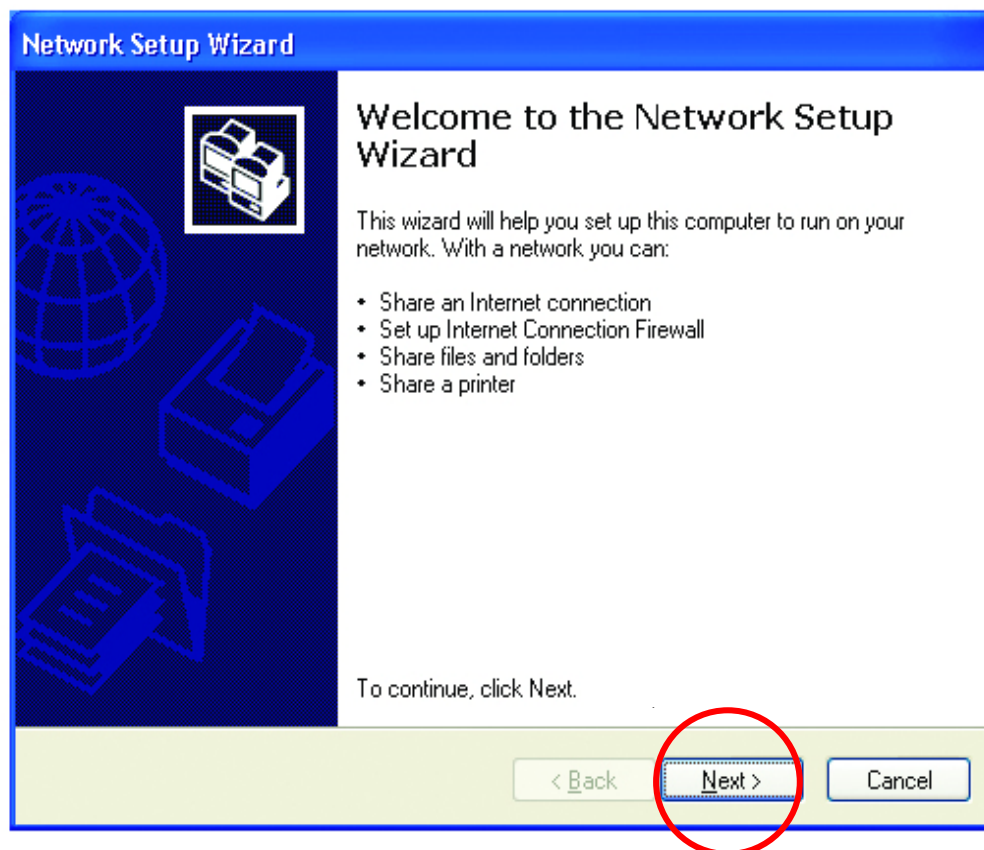 Network Setup Wizard
Welcome to the Network Setup
Wizard
This wizard will help you set up this computer to run on your
network. With a network you can:
• Share an Internet connection
• Set up Internet Connection Firewall
• Share files and folders
• Share a printer
To continue, click Next.
< Back Next > Cancel